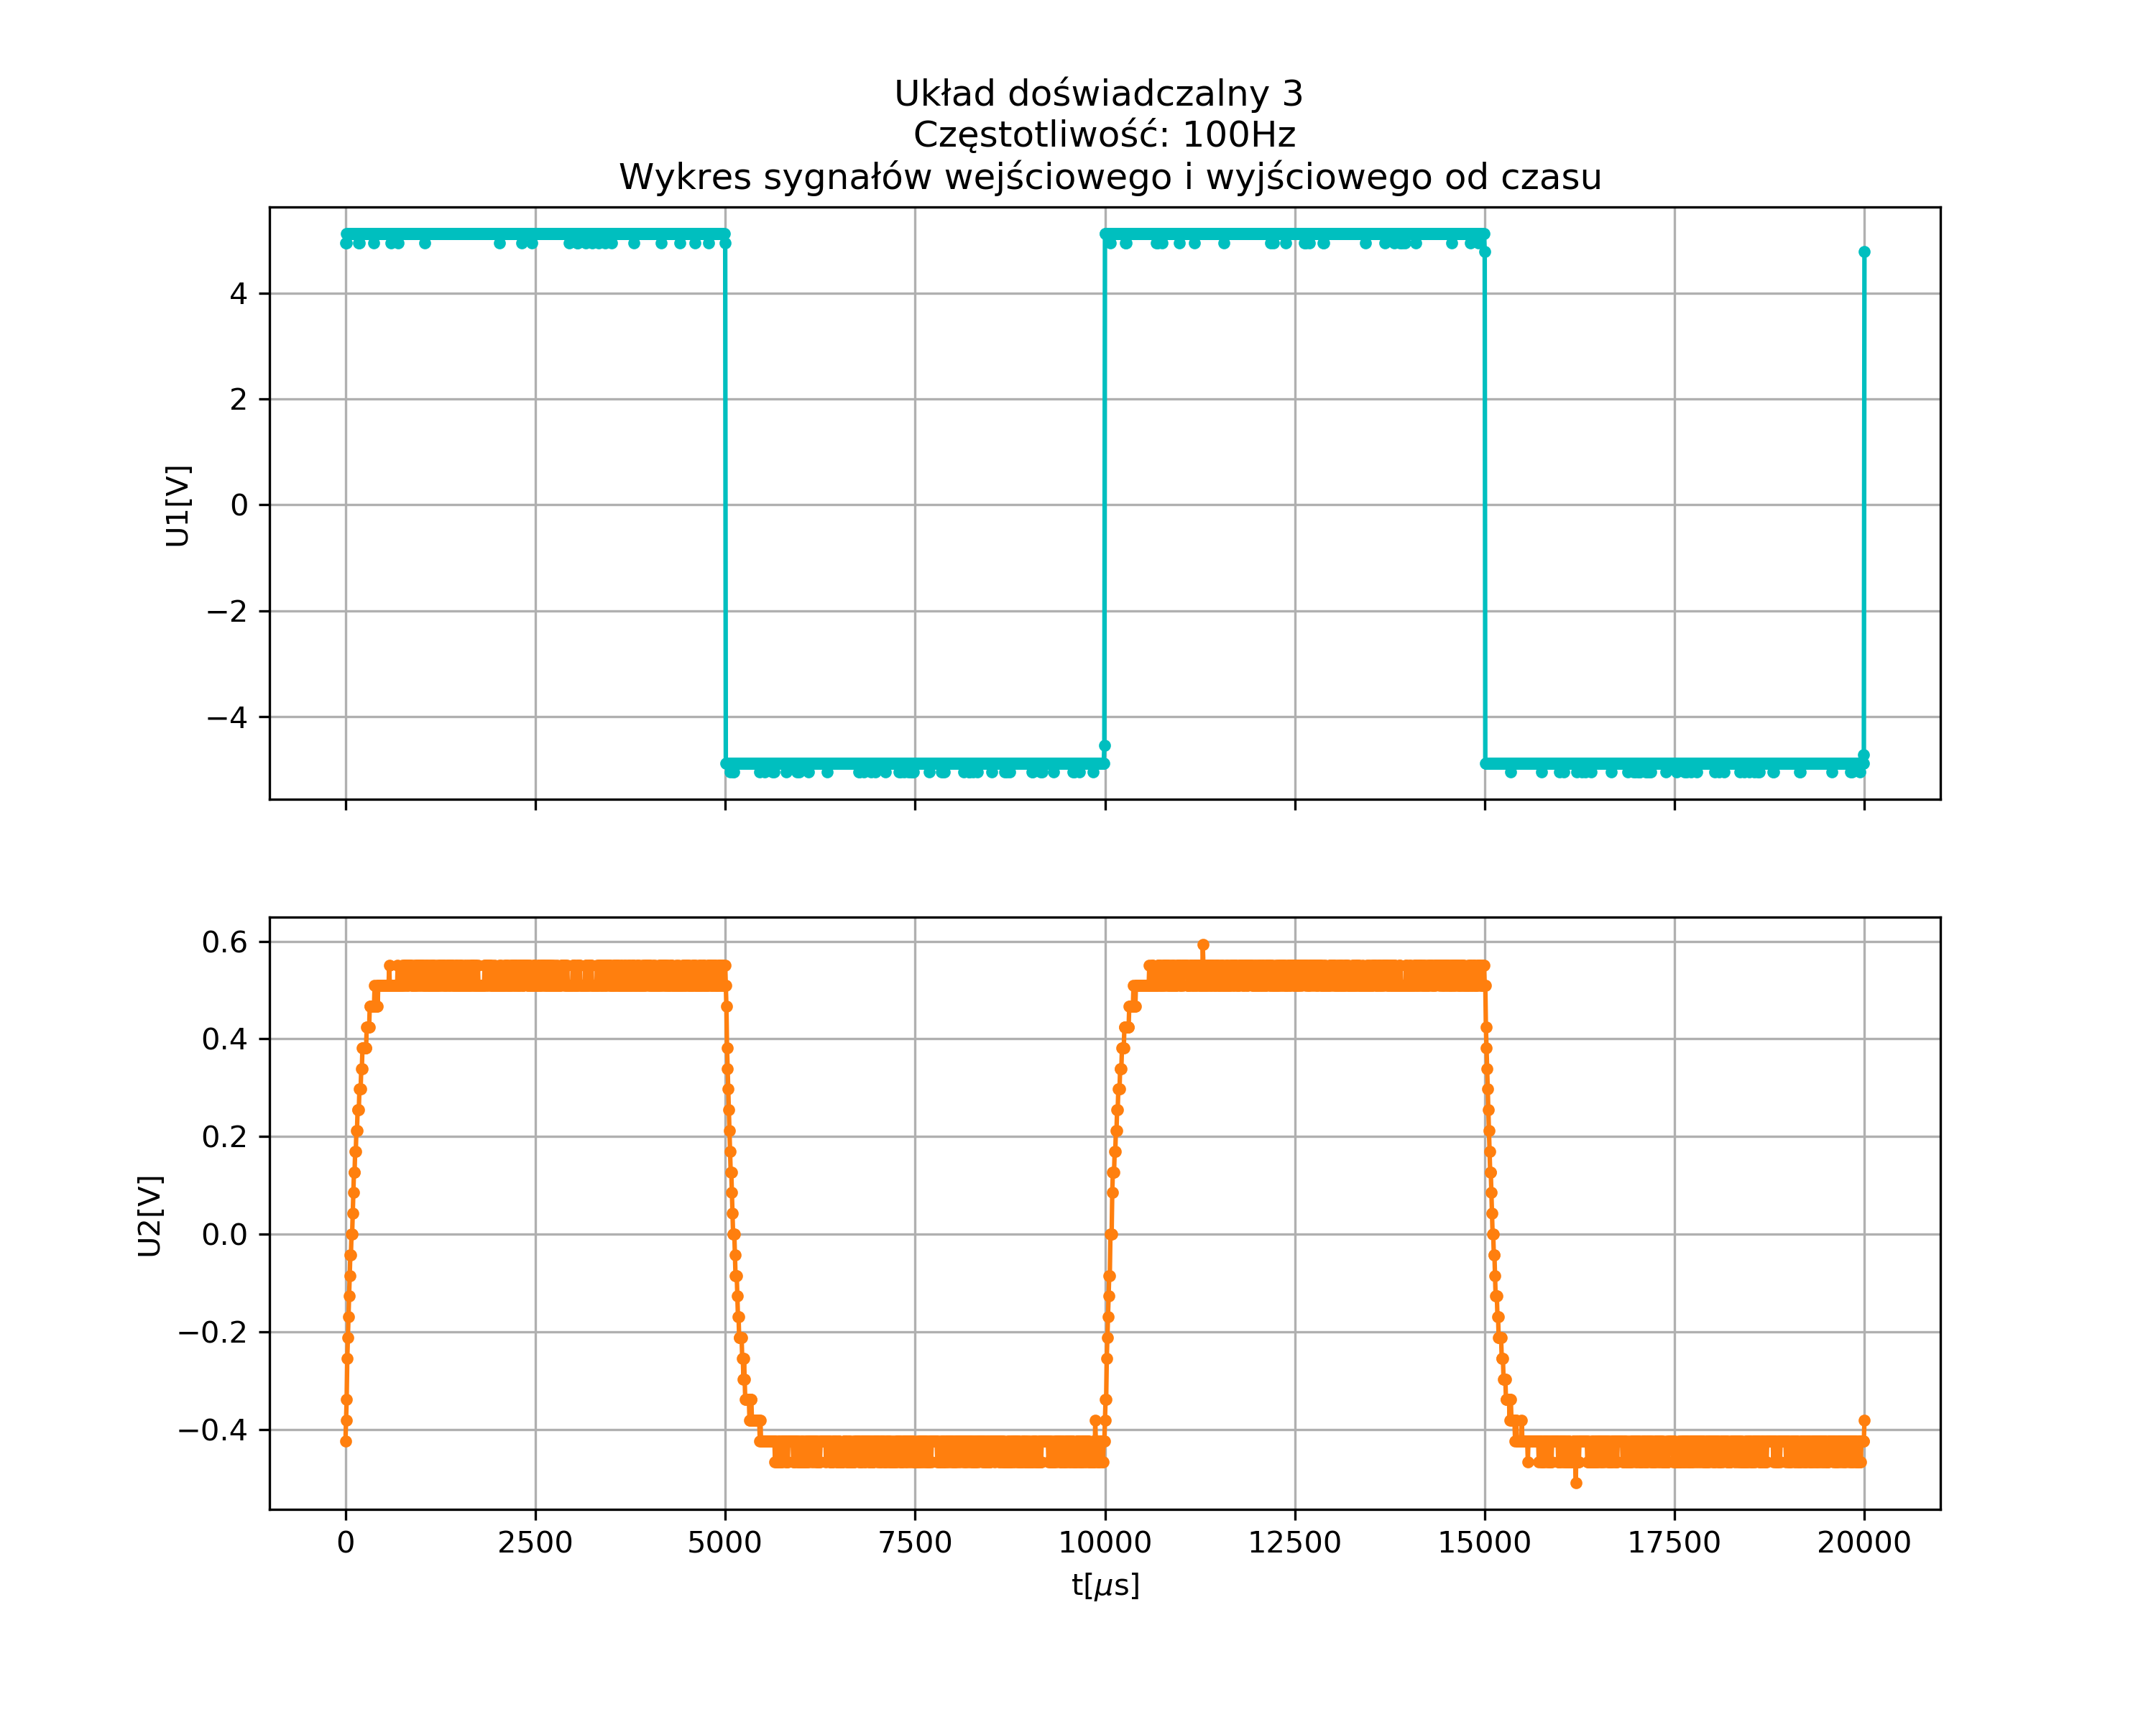 Układ doświadczalny 3
Częstotliwość: 100Hz
Wykres sygnałów wejściowego i wyjściowego od czasu
4
2
0
−2
−4
U1[V]
0.6
0.4
0.2
0.0
−0.2
−0.4
U2[V]
0 2500 5000 7500 10000 12500 15000 17500 20000
t[μs]